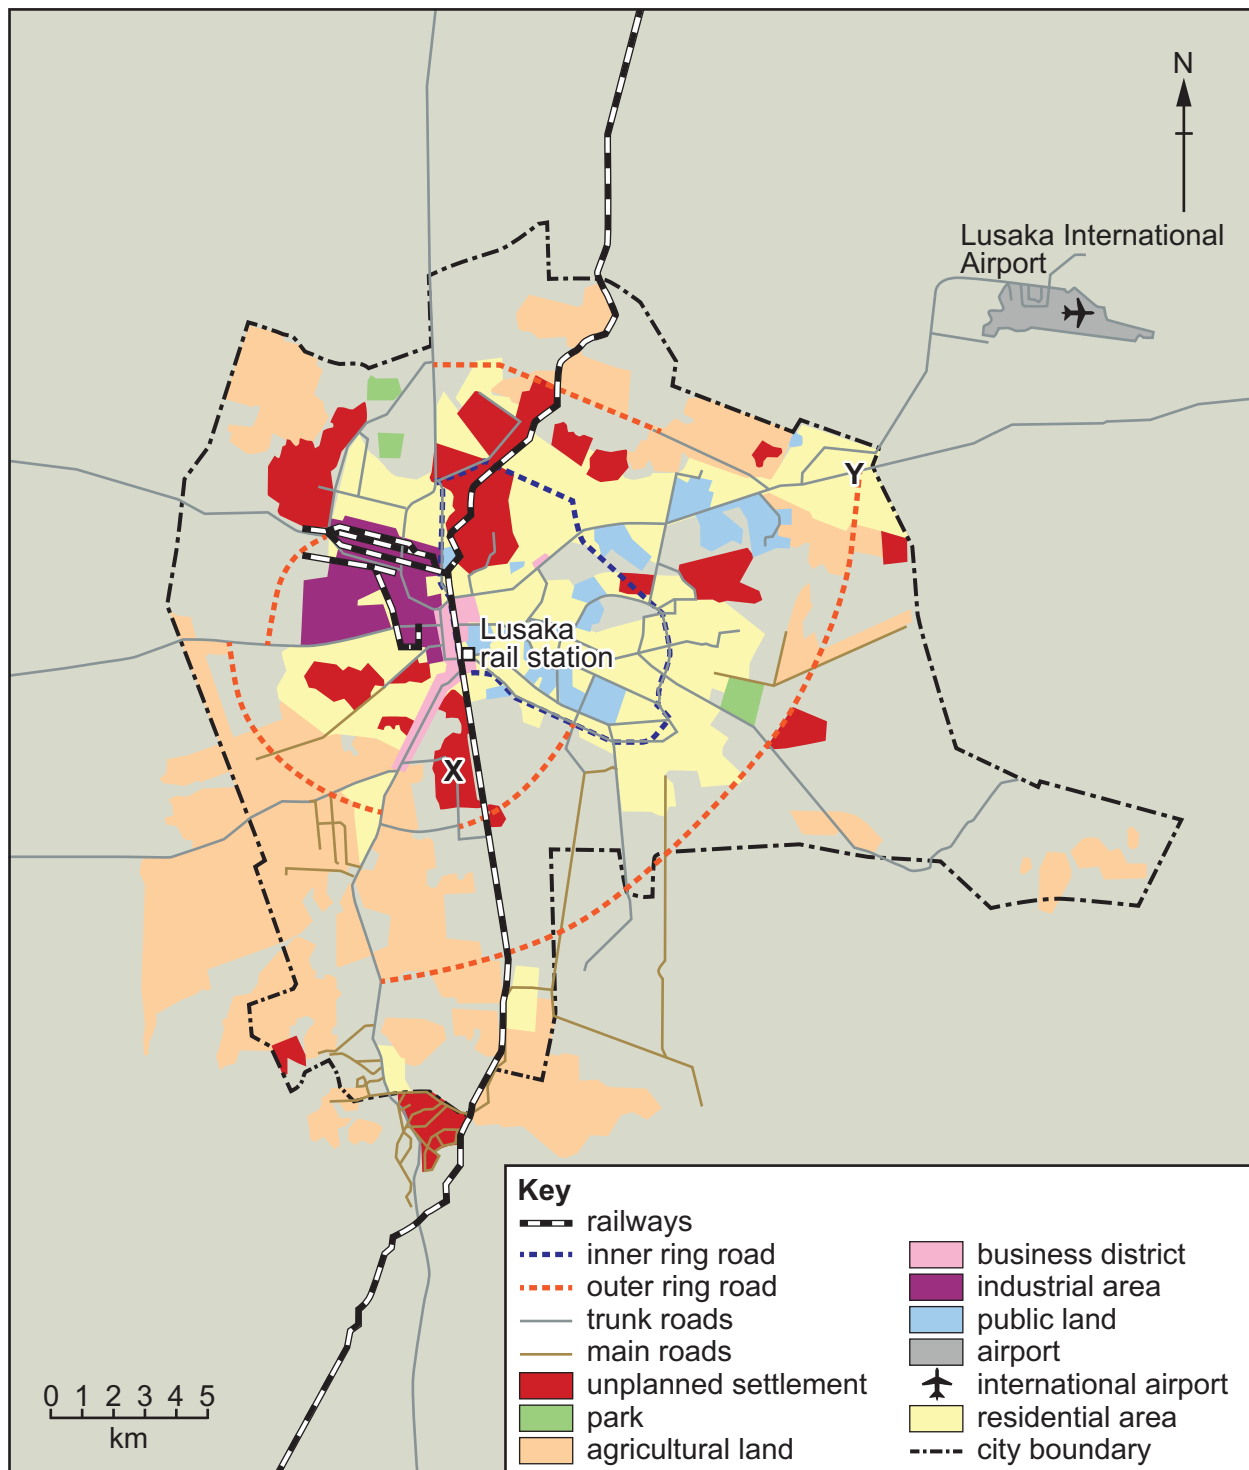 N
Lusaka International
Airport
Y
Lusaka
rail station
X
Key
railways
inner ring road
outer ring road
trunk roads
main roads
unplanned settlement
park
agricultural land
business district
industrial area
public land
airport
international airport
residential area
city boundary
0 1 2 3 4 5
km